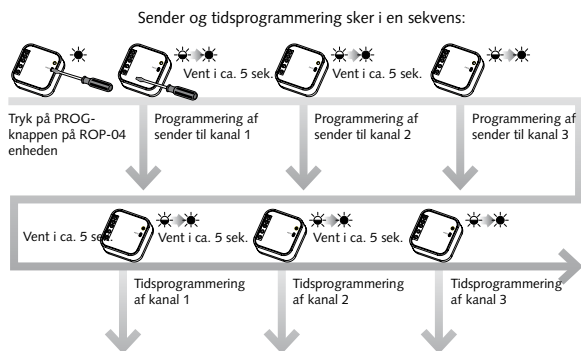 Sender og tidsprogrammering sker i en sekvens:
Vent i ca. 5 sek.
Vent i ca. 5 sek.
Tryk på PROG-
knappen på ROP-04
enheden
Programmering af
sender til kanal 1
Programmering af
sender til kanal 2
Programmering af
sender til kanal 3
Vent i ca. 5 sek.
Vent i ca. 5 sek.
Vent i ca. 5 sek.
Tidsprogrammering
af kanal 1
Tidsprogrammering
af kanal 2
Tidsprogrammering
af kanal 3